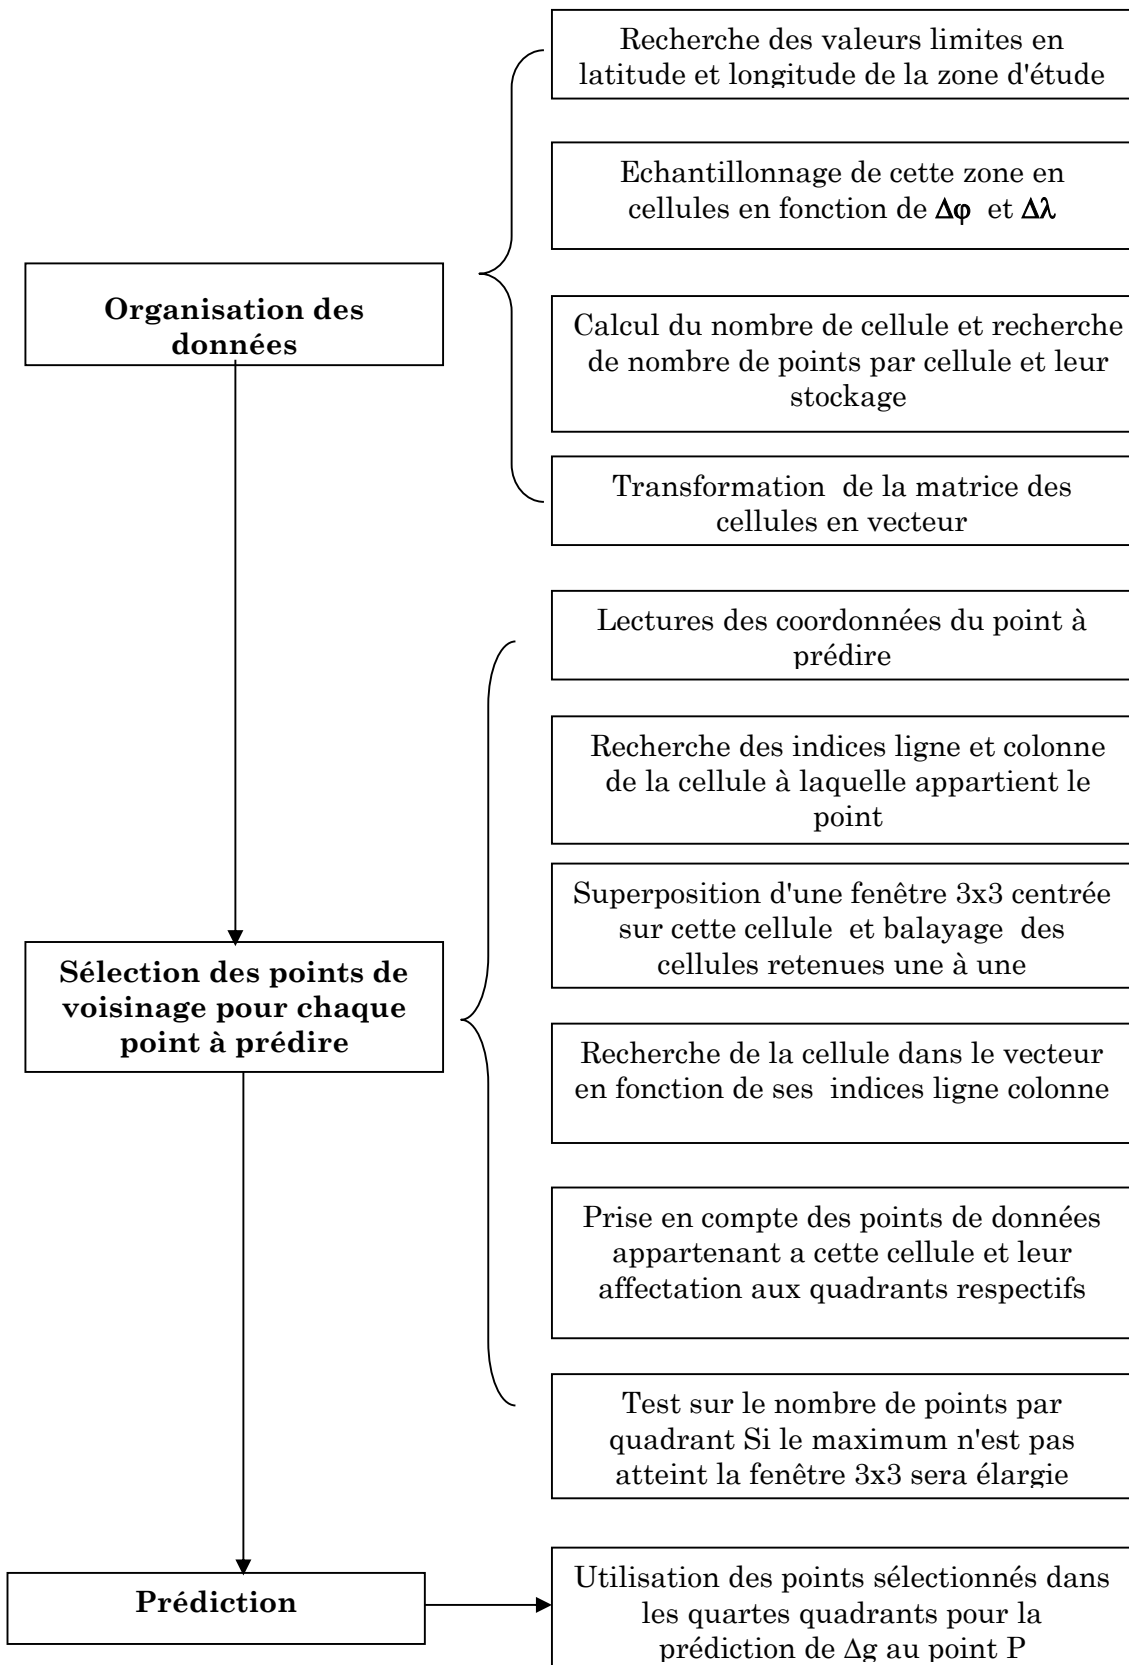 Recherche des valeurs limites en
latitude et longitude de la zone d'étude
Echantillonnage de cette zone en
cellules en fonction de Δφ et Δλ
Organisation des
données
Calcul du nombre de cellule et recherche
de nombre de points par cellule et leur
stockage
Transformation de la matrice des
cellules en vecteur
Lectures des coordonnées du point à
prédire
Recherche des indices ligne et colonne
de la cellule à laquelle appartient le
point
Superposition d'une fenêtre 3x3 centrée
sur cette cellule et balayage des
cellules retenues une à une
Sélection des points de
voisinage pour chaque
point à prédire
Recherche de la cellule dans le vecteur
en fonction de ses indices ligne colonne
Prise en compte des points de données
appartenant a cette cellule et leur
affectation aux quadrants respectifs
Test sur le nombre de points par
quadrant Si le maximum n'est pas
atteint la fenêtre 3x3 sera élargie
Prédiction
Utilisation des points sélectionnés dans
les quartes quadrants pour la
prédiction de Δg au point P